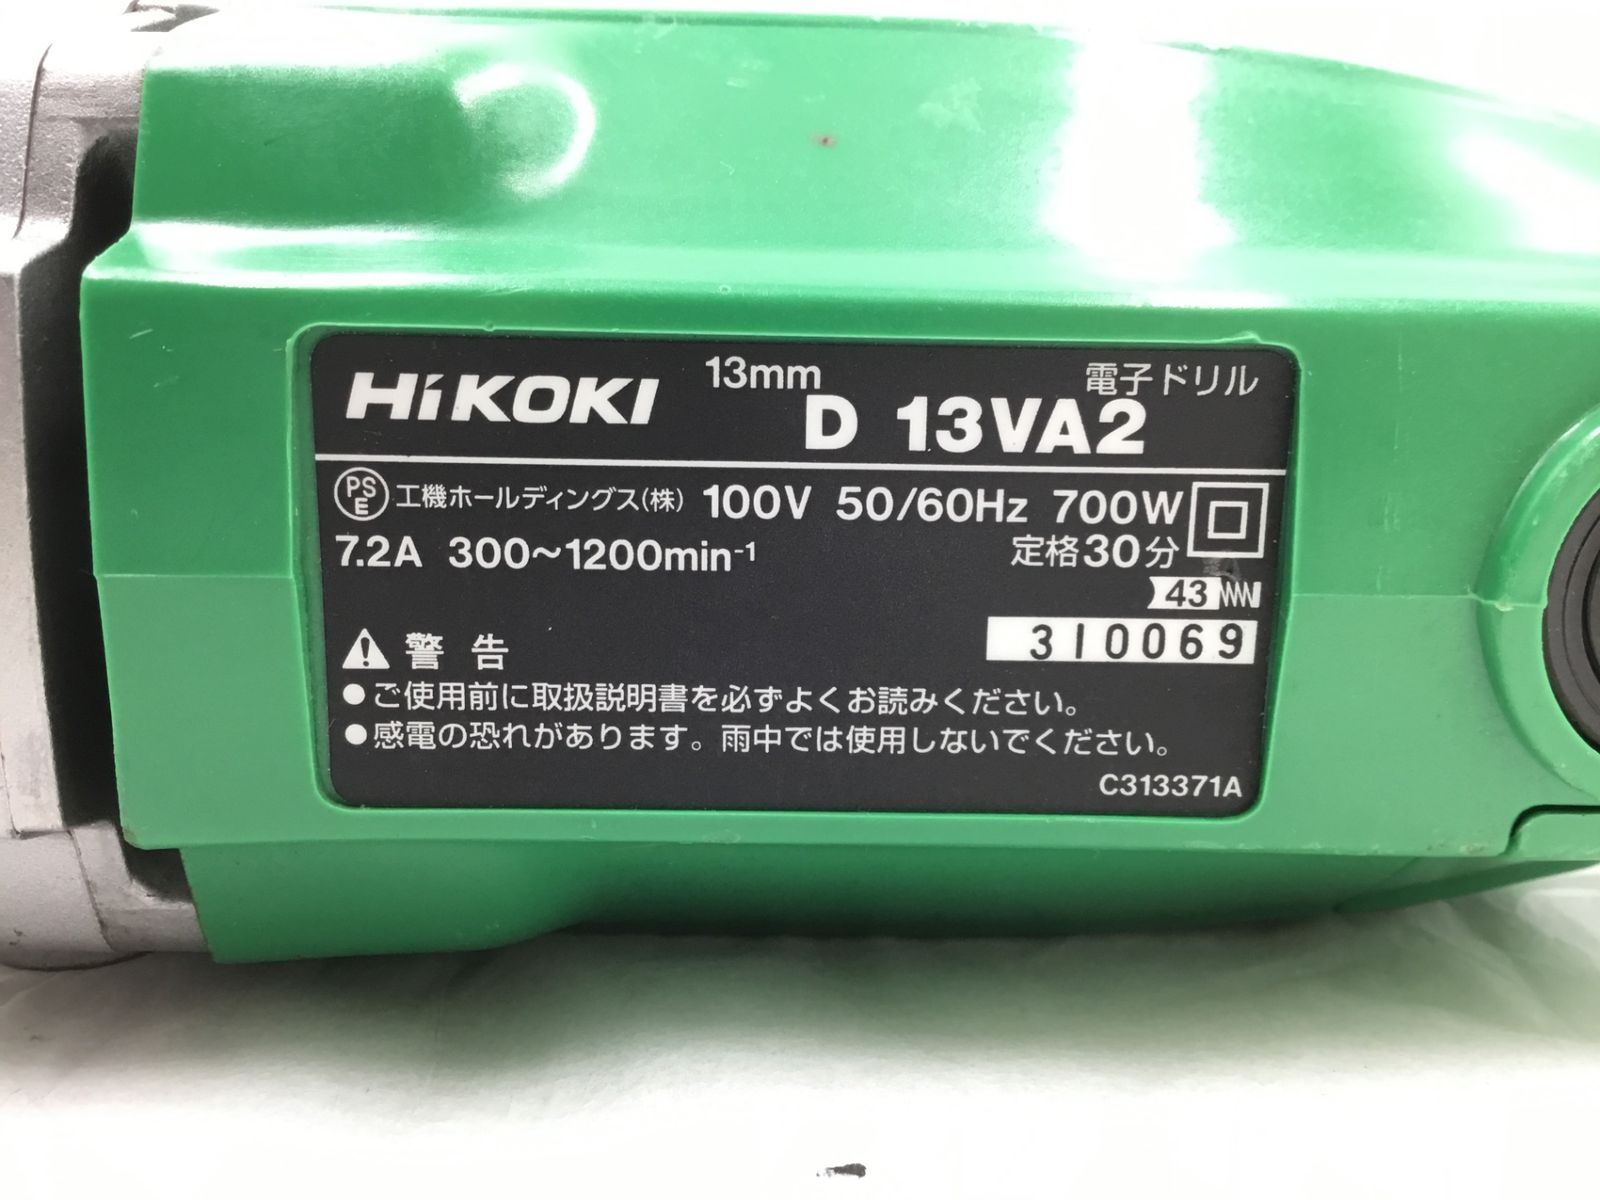 HiKOKI 13mm 電子ドリル
D 13VA2
PSE 工機ホールディングス(株) 100V 50/60Hz 700W
7.2A 300～1200min⁻¹ 定格30分
43
310069
警告
●ご使用前に取扱説明書を必ずよくお読みください。
●感電の恐れがあります。雨中では使用しないでください。
C313371A